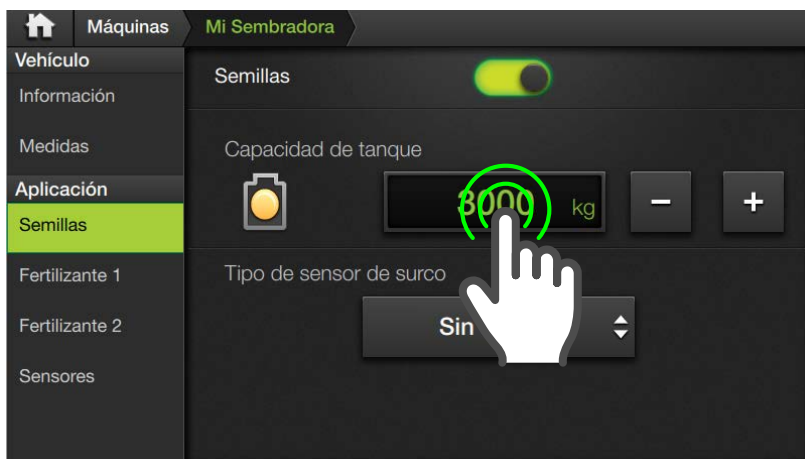 Máquinas Mi Sembradora
Vehículo
Información
Medidas
Aplicación
Semillas
Fertilizante 1
Fertilizante 2
Sensores
Semillas
Capacidad de tanque
3000 kg
− +
Tipo de sensor de surco
Sin